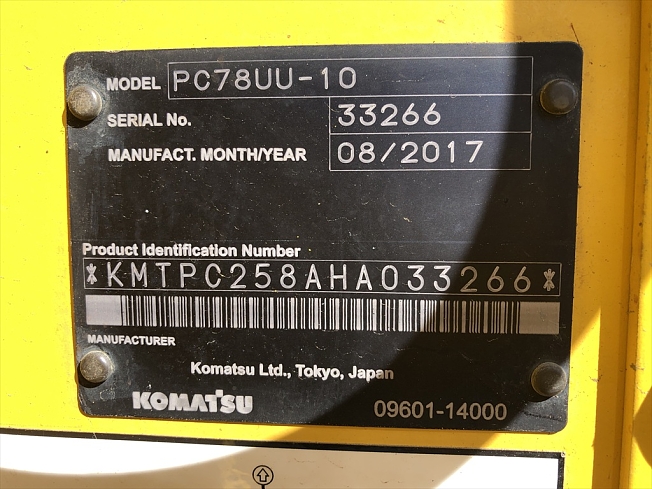 MODEL PC78UU-10
SERIAL No. 33266
MANUFACT. MONTH/YEAR 08/2017
Product Identification Number
*KMTPC258AHA033266*
MANUFACTURER
Komatsu Ltd., Tokyo, Japan
KOMATSU 09601-14000